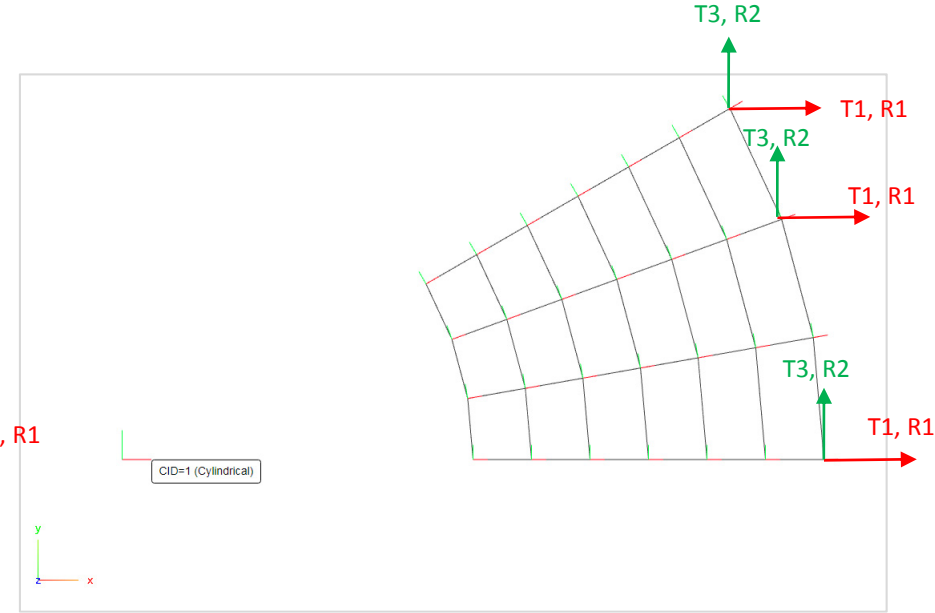 T3, R2
T1, R1
T3, R2
T1, R1
T3, R2
T1, R1
, R1
CID=1 (Cylindrical)
y
z
x